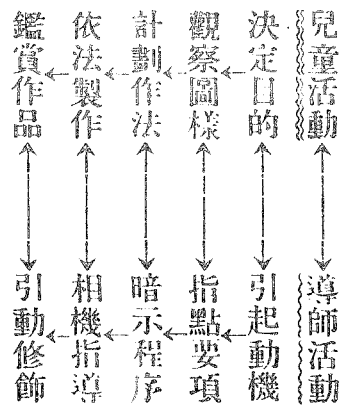 兒童活動
導師活動
決定目的
引起動機
觀察圖樣
指點要項
計劃作法
暗示程序
依法製作
相機指導
鑑賞作品
引動修飾